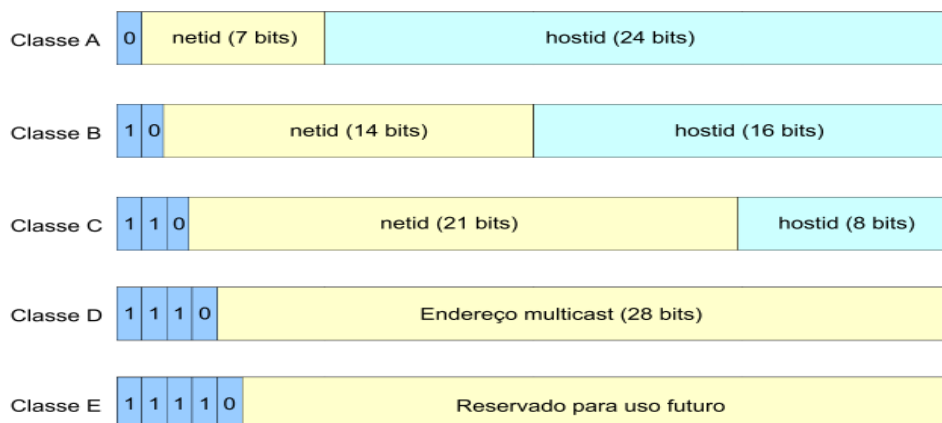 Classe A 0 netid (7 bits) hostid (24 bits)
Classe B 1 0 netid (14 bits) hostid (16 bits)
Classe C 1 1 0 netid (21 bits) hostid (8 bits)
Classe D 1 1 1 0 Endereço multicast (28 bits)
Classe E 1 1 1 1 0 Reservado para uso futuro